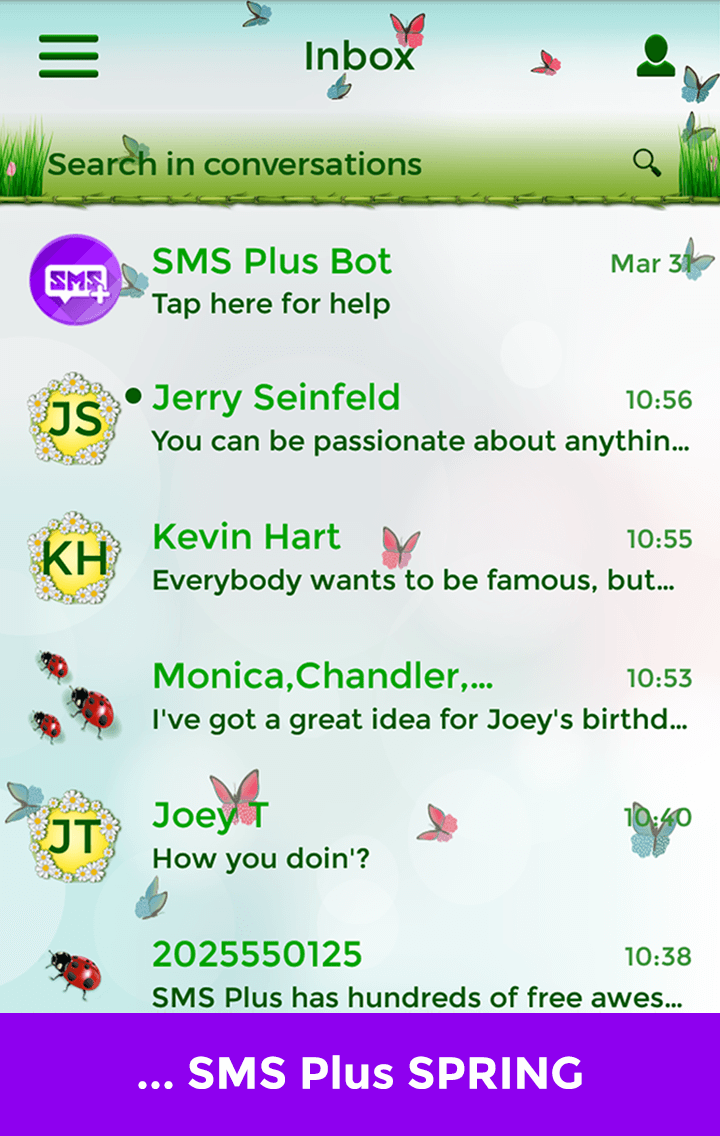 Inbox
Search in conversations
SMS
SMS Plus Bot
Mar 31
Tap here for help
JS
Jerry Seinfeld
10:56
You can be passionate about anythin...
KH
Kevin Hart
10:55
Everybody wants to be famous, but...
Monica,Chandler,...
10:53
I've got a great idea for Joey's birthd...
JT
Joey T
10:40
How you doin'?
2025550125
10:38
SMS Plus has hundreds of free awes...
... SMS Plus SPRING